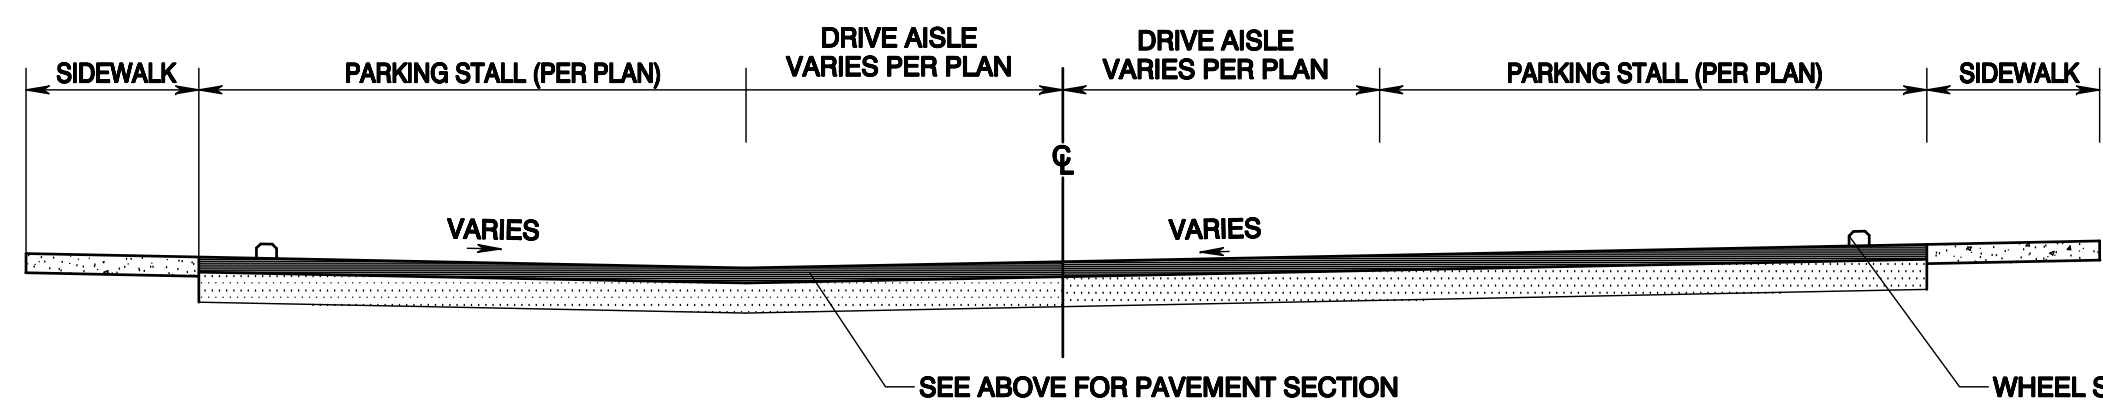 DRIVE AISLE
VARIES PER PLAN
DRIVE AISLE
VARIES PER PLAN
SIDEWALK
PARKING STALL (PER PLAN)
PARKING STALL (PER PLAN)
SIDEWALK
CL
VARIES
VARIES
SEE ABOVE FOR PAVEMENT SECTION
WHEEL S